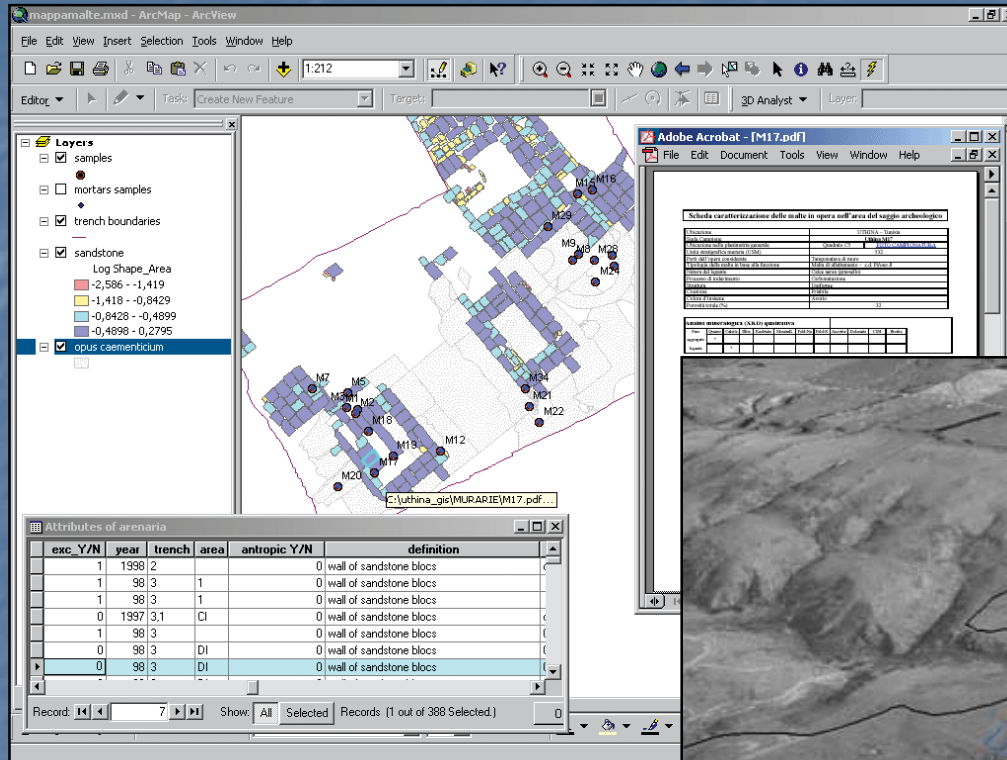 mappamalte.mxd - ArcMap - ArcView
File Edit View Insert Selection Tools Window Help
1:212
Editor Task: Create New Feature Target: 3D Analyst Layer:
Layers
samples
mortars samples
trench boundaries
sandstone
Log Shape_Area
-2,586 - -1,419
-1,418 - -0,8429
-0,8428 - -0,4899
-0,4898 - 0,2795
opus caementicium
M16
M29
M9
M8
M28
M24
M7
M5
M3
M1
M2
M18
M34
M21
M22
M19
M12
M17
M20
C:\uthina_gis\MURARIE\M17.pdf...
Adobe Acrobat - [M17.pdf]
File Edit Document Tools View Window Help
Scheda caratterizzazione delle malte in opera nell'area del saggio archeologico
Ubicazione UTHINA – Tunisia
Uthina M17
Analisi mineralogica (XRD) qualitativa
Attributes of arenaria
exc_Y/N year trench area antropic Y/N definition
1 1998 2 0 wall of sandstone blocs
1 98 3 1 0 wall of sandstone blocs
1 98 3 1 0 wall of sandstone blocs
0 1997 3,1 CI 0 wall of sandstone blocs
1 98 3 0 wall of sandstone blocs
0 98 3 DI 0 wall of sandstone blocs
0 98 3 DI 0 wall of sandstone blocs
Record: 7 Show: All Selected Records (1 out of 388 Selected.) 0